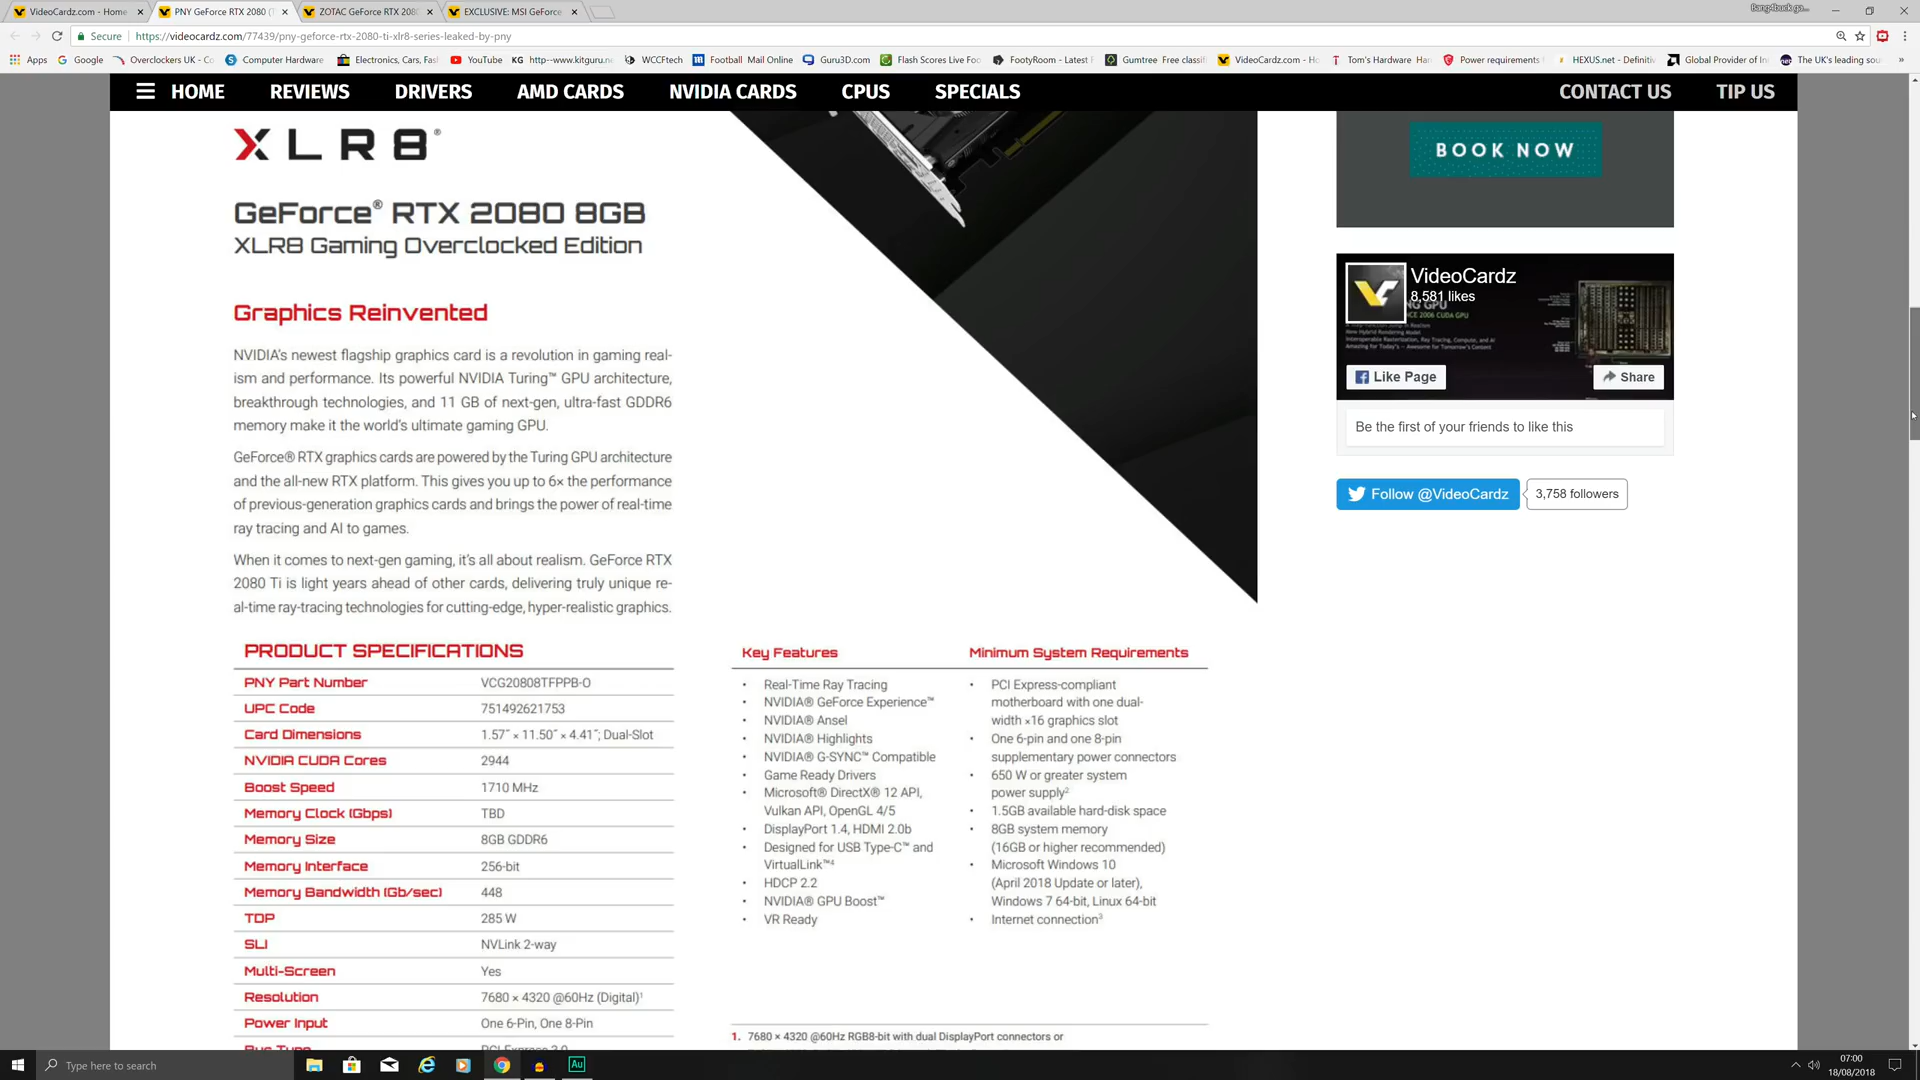 VideoCardz.com - Home
PNY GeForce RTX 2080 (T
ZOTAC GeForce RTX 208
EXCLUSIVE: MSI GeForce
Secure
https://videocardz.com/77439/pny-geforce-rtx-2080-ti-xlr8-series-leaked-by-pny
Apps
Google
Overclockers UK - Co
Computer Hardware
Electronics, Cars, Fas
YouTube
KG http--www.kitguru.ne
WCCFtech
Football Mail Online
Guru3D.com
Flash Scores Live Foo
FootyRoom - Latest F
Gumtree Free classif
VideoCardz.com - Ho
Tom's Hardware Har
Power requirements f
HEXUS.net - Definitiv
Global Provider of In
The UK's leading sou
HOME
REVIEWS
DRIVERS
AMD CARDS
NVIDIA CARDS
CPUS
SPECIALS
CONTACT US
TIP US
XLR8®
GeForce® RTX 2080 8GB
XLR8 Gaming Overclocked Edition
Graphics Reinvented
NVIDIA's newest flagship graphics card is a revolution in gaming real-
ism and performance. Its powerful NVIDIA Turing™ GPU architecture,
breakthrough technologies, and 11 GB of next-gen, ultra-fast GDDR6
memory make it the world's ultimate gaming GPU.
GeForce® RTX graphics cards are powered by the Turing GPU architecture
and the all-new RTX platform. This gives you up to 6× the performance
of previous-generation graphics cards and brings the power of real-time
ray tracing and AI to games.
When it comes to next-gen gaming, it's all about realism. GeForce RTX
2080 Ti is light years ahead of other cards, delivering truly unique re-
al-time ray-tracing technologies for cutting-edge, hyper-realistic graphics.
PRODUCT SPECIFICATIONS
PNY Part Number VCG20808TFPPB-O
UPC Code 751492621753
Card Dimensions 1.57″ × 11.50″ × 4.41″; Dual-Slot
NVIDIA CUDA Cores 2944
Boost Speed 1710 MHz
Memory Clock (Gbps) TBD
Memory Size 8GB GDDR6
Memory Interface 256-bit
Memory Bandwidth (Gb/sec) 448
TDP 285 W
SLI NVLink 2-way
Multi-Screen Yes
Resolution 7680 × 4320 @60Hz (Digital)¹
Power Input One 6-Pin, One 8-Pin
Bus Type PCI-Express 3.0
Key Features
• Real-Time Ray Tracing
• NVIDIA® GeForce Experience™
• NVIDIA® Ansel
• NVIDIA® Highlights
• NVIDIA® G-SYNC™ Compatible
• Game Ready Drivers
• Microsoft® DirectX® 12 API,
Vulkan API, OpenGL 4/5
• DisplayPort 1.4, HDMI 2.0b
• Designed for USB Type-C™ and
VirtualLink™⁴
• HDCP 2.2
• NVIDIA® GPU Boost™
• VR Ready
Minimum System Requirements
• PCI Express-compliant
motherboard with one dual-
width ×16 graphics slot
• One 6-pin and one 8-pin
supplementary power connectors
• 650 W or greater system
power supply²
• 1.5GB available hard-disk space
• 8GB system memory
(16GB or higher recommended)
• Microsoft Windows 10
(April 2018 Update or later),
Windows 7 64-bit, Linux 64-bit
• Internet connection³
1. 7680 × 4320 @60Hz RGB8-bit with dual DisplayPort connectors or
BOOK NOW
VideoCardz
8,581 likes
Like Page
Share
Be the first of your friends to like this
Follow @VideoCardz
3,758 followers
Type here to search
Au
07:00
18/08/2018